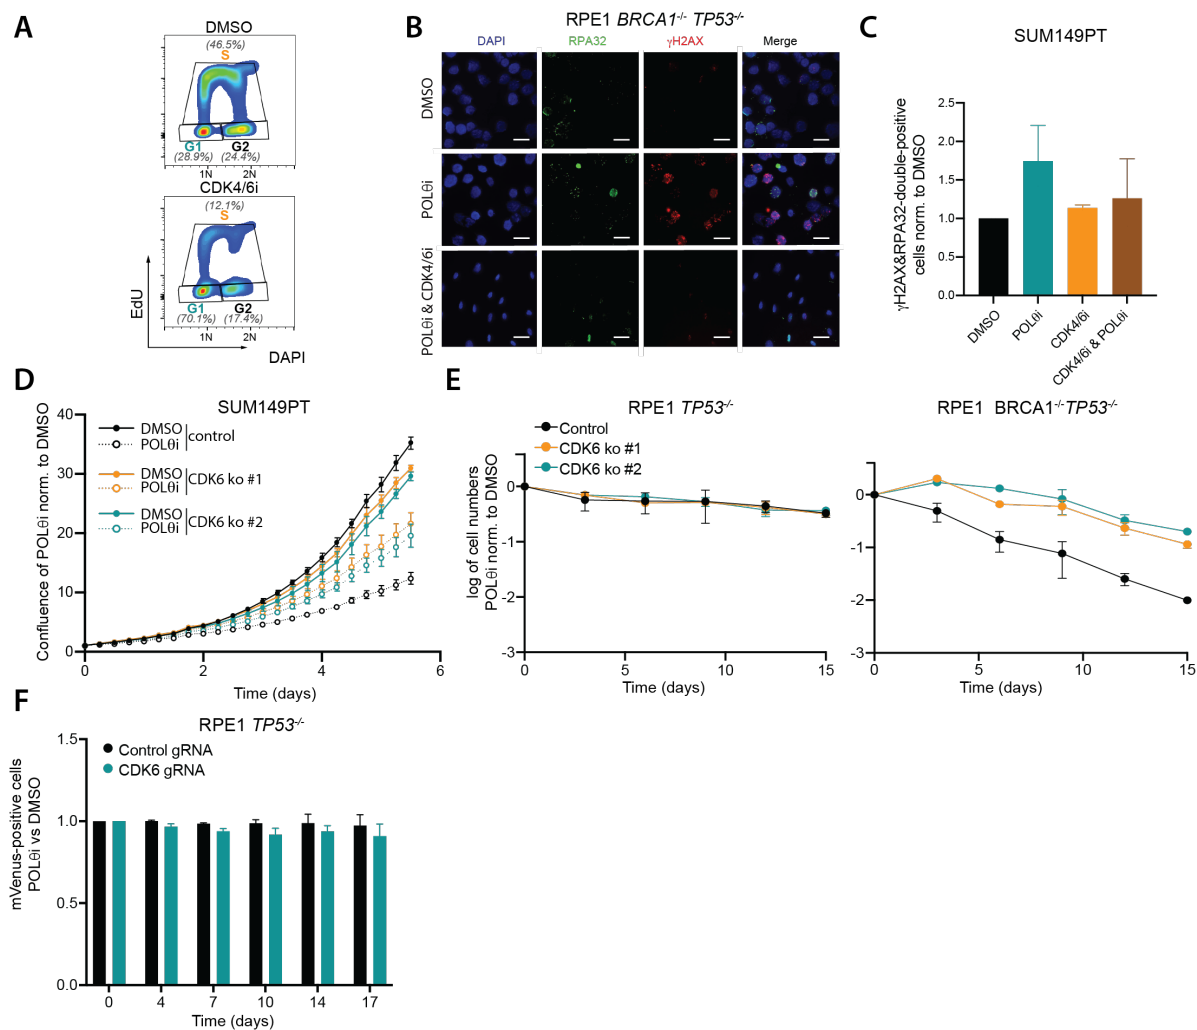 A
DMSO
(46.5%)
S
G1
G2
(28.9%)
(24.4%)
1N
2N
CDK4/6i
(12.1%)
S
G1
G2
(70.1%)
(17.4%)
1N
2N
EdU
DAPI
B
RPE1 BRCA1-/- TP53-/-
DAPI
RPA32
γH2AX
Merge
DMSO
POLθi
POLθi & CDK4/6i
C
SUM149PT
γH2AX&RPA32-double-positive
cells norm. to DMSO
2.5
2.0
1.5
1.0
0.5
0.0
DMSO
POLθi
CDK4/6i
CDK4/6i & POLθi
D
SUM149PT
Confluence of POLθi norm. to DMSO
40
30
20
10
0
DMSO
POLθi
control
DMSO
POLθi
CDK6 ko #1
DMSO
POLθi
CDK6 ko #2
0
2
4
6
Time (days)
E
RPE1 TP53-/-
Control
CDK6 ko #1
CDK6 ko #2
log of cell numbers
POLθi norm. to DMSO
0
-1
-2
-3
0
5
10
15
Time (days)
RPE1 BRCA1-/-TP53-/-
0
-1
-2
-3
0
5
10
15
Time (days)
F
RPE1 TP53-/-
Control gRNA
CDK6 gRNA
mVenus-positive cells
POLθi vs DMSO
1.5
1.0
0.5
0.0
0
4
7
10
14
17
Time (days)